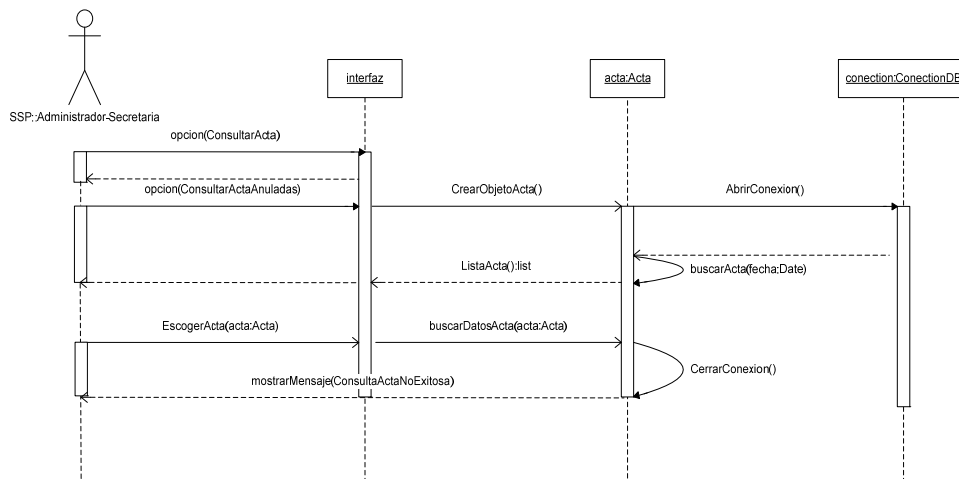 interfaz
acta:Acta
conection:ConectionDB
SSP::Administrador-Secretaria
opcion(ConsultarActa)
opcion(ConsultarActaAnuladas)
CrearObjetoActa()
AbrirConexion()
ListaActa():list
buscarActa(fecha:Date)
EscogerActa(acta:Acta)
buscarDatosActa(acta:Acta)
CerrarConexion()
mostrarMensaje(ConsultaActaNoExitosa)